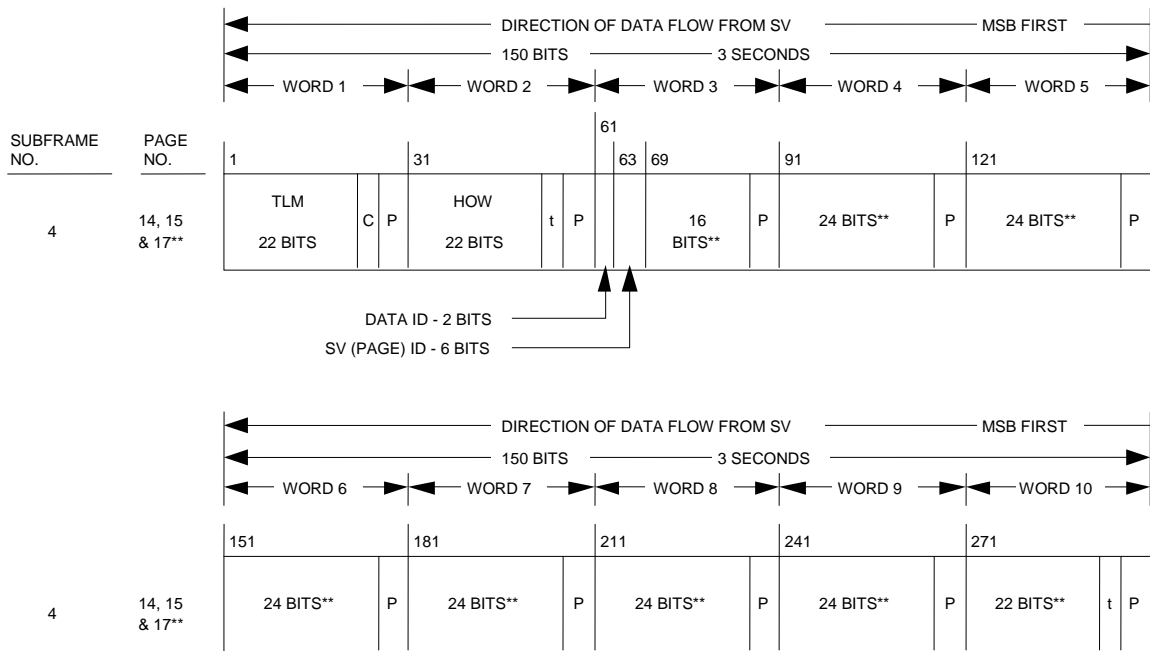 DIRECTION OF DATA FLOW FROM SV MSB FIRST
150 BITS 3 SECONDS
WORD 1 WORD 2 WORD 3 WORD 4 WORD 5
SUBFRAME NO.
PAGE NO.
1 31 61 63 69 91 121
4
14, 15
& 17**
TLM
22 BITS
C
P
HOW
22 BITS
t
P
16
BITS**
P
24 BITS**
P
24 BITS**
P
DATA ID - 2 BITS
SV (PAGE) ID - 6 BITS
DIRECTION OF DATA FLOW FROM SV MSB FIRST
150 BITS 3 SECONDS
WORD 6 WORD 7 WORD 8 WORD 9 WORD 10
151 181 211 241 271
4
14, 15
& 17**
24 BITS**
P
24 BITS**
P
24 BITS**
P
24 BITS**
P
22 BITS**
t
P